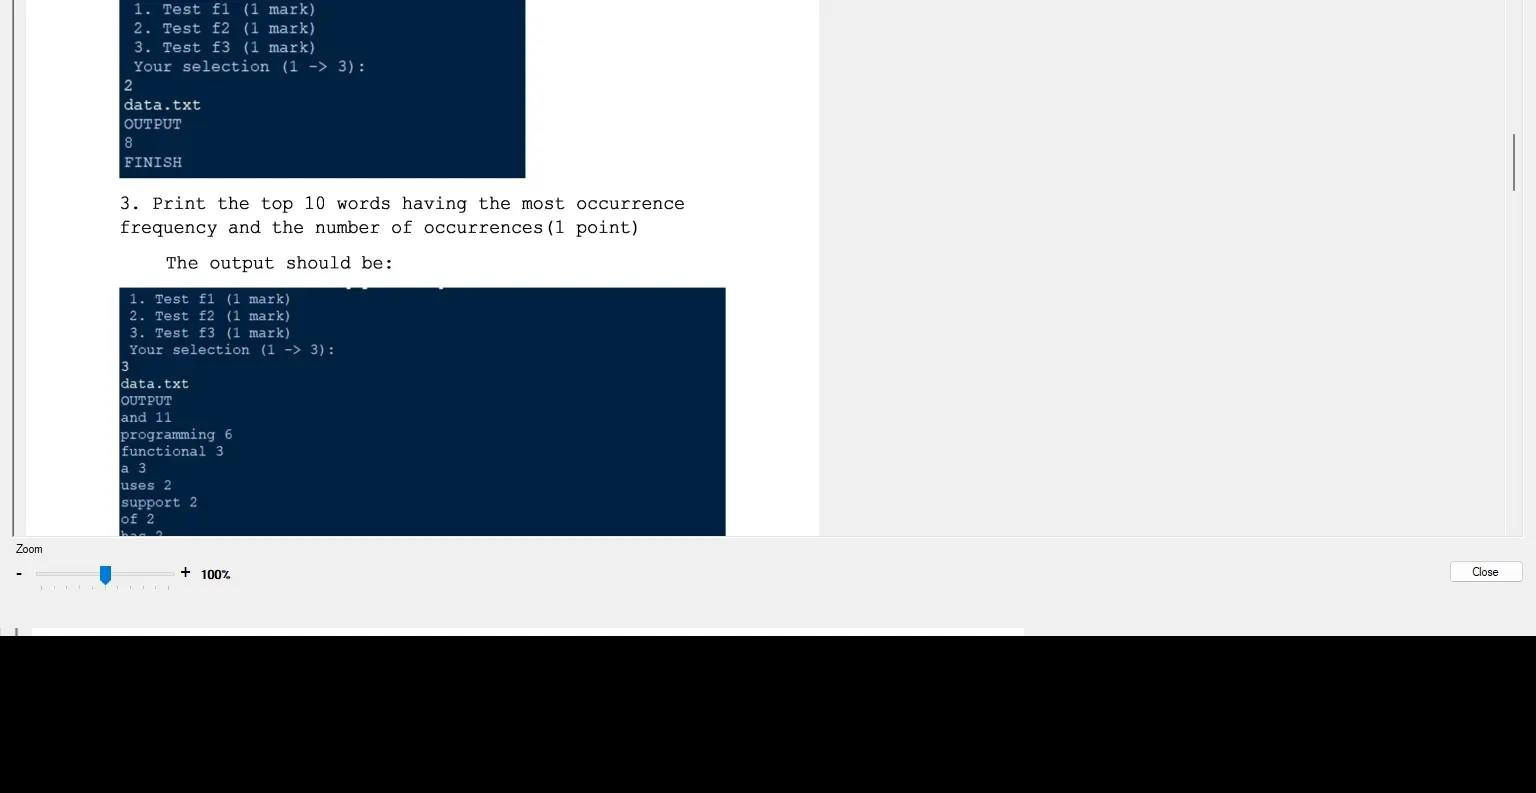 1. Test f1 (1 mark)
2. Test f2 (1 mark)
3. Test f3 (1 mark)
Your selection (1 -> 3):
2
data.txt
OUTPUT
8
FINISH
3. Print the top 10 words having the most occurrence
frequency and the number of occurrences(1 point)
The output should be:
1. Test f1 (1 mark)
2. Test f2 (1 mark)
3. Test f3 (1 mark)
Your selection (1 -> 3):
3
data.txt
OUTPUT
and 11
programming 6
functional 3
a 3
uses 2
support 2
of 2
has 2
Zoom
- + 100%
Close